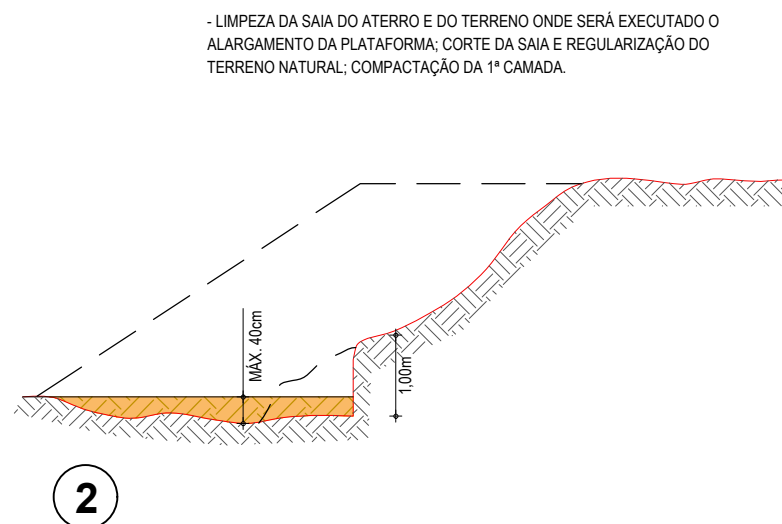 - LIMPEZA DA SAIA DO ATERRO E DO TERRENO ONDE SERÁ EXECUTADO O
ALARGAMENTO DA PLATAFORMA; CORTE DA SAIA E REGULARIZAÇÃO DO
TERRENO NATURAL; COMPACTAÇÃO DA 1ª CAMADA.
MÁX. 40cm
1,00m
2